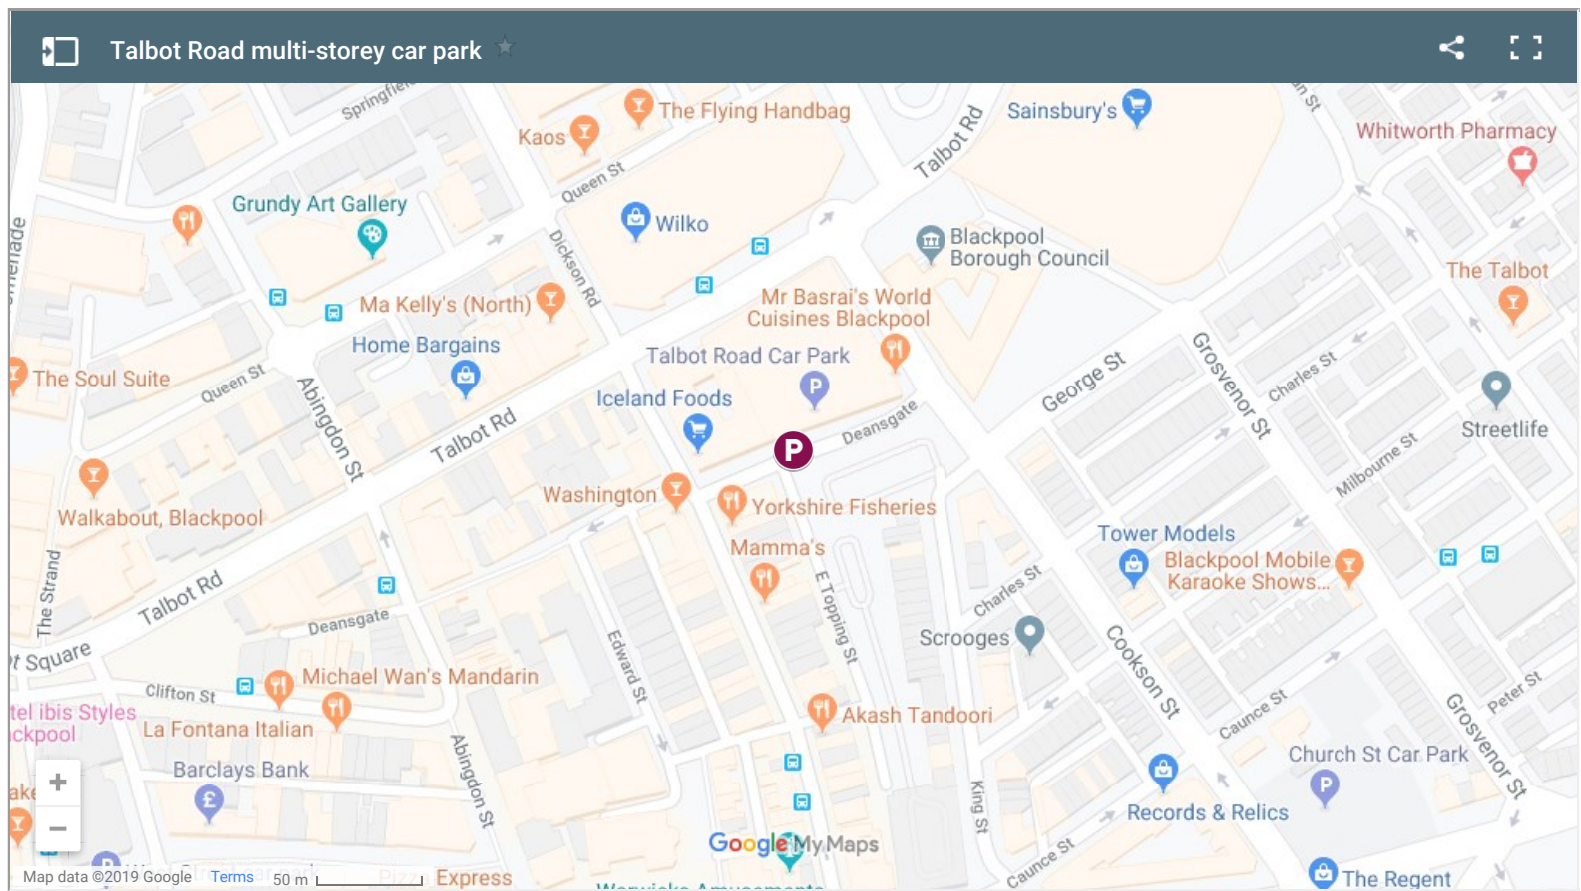 Talbot Road multi-storey car park
Springfie
The Flying Handbag
Kaos
Talbot Rd
Sainsbury's
Whitworth Pharmacy
Queen St
Grundy Art Gallery
Wilko
Dickson Rd
Blackpool
Borough Council
Ma Kelly's (North)
Mr Basrai's World
Cuisines Blackpool
The Talbot
Home Bargains
Talbot Road Car Park
P
George St
Grosvenor St
Charles St
The Soul Suite
Queen St
Abingdon St
Iceland Foods
Talbot Rd
Deansgate
P
Streetlife
Milbourne St
Washington
Yorkshire Fisheries
Walkabout, Blackpool
Mamma's
Tower Models
Blackpool Mobile
Karaoke Shows...
The Strand
Talbot Rd
Deansgate
E Topping St
Charles St
Scrooges
Edward St
Cookson St
Square
Michael Wan's Mandarin
Clifton St
tel ibis Styles
ckpool
La Fontana Italian
Akash Tandoori
Caunce St
Peter St
Grosvenor St
Abingdon St
Barclays Bank
£
Church St Car Park
P
King St
Records & Relics
+
−
Google My Maps
Caunce St
The Regent
P
Map data ©2019 Google
Terms
50 m
Express